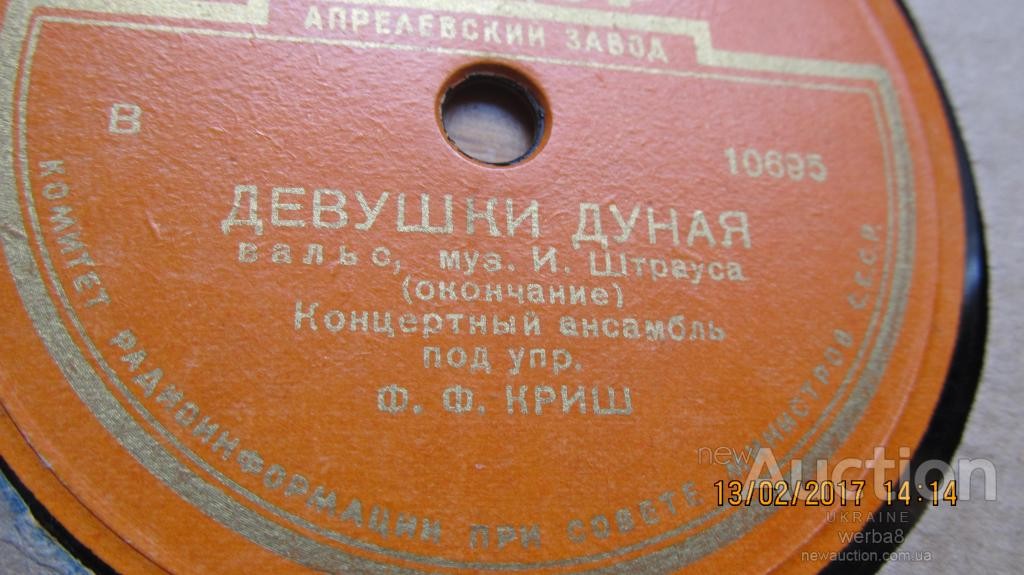 АПРЕЛЕВСКИЙ ЗАВОД
В
10695
ДЕВУШКИ ДУНАЯ
вальс, муз. И. Штрауса
(окончание)
Концертный ансамбль
под упр.
Ф. Ф. КРИШ
КОМИТЕТ РАДИОИНФОРМАЦИИ ПРИ СОВЕТЕ МИНИСТРОВ С.С.С.Р.
newAuction
13/02/2017 14:14
UKRAINE
werba8
newauction.com.ua